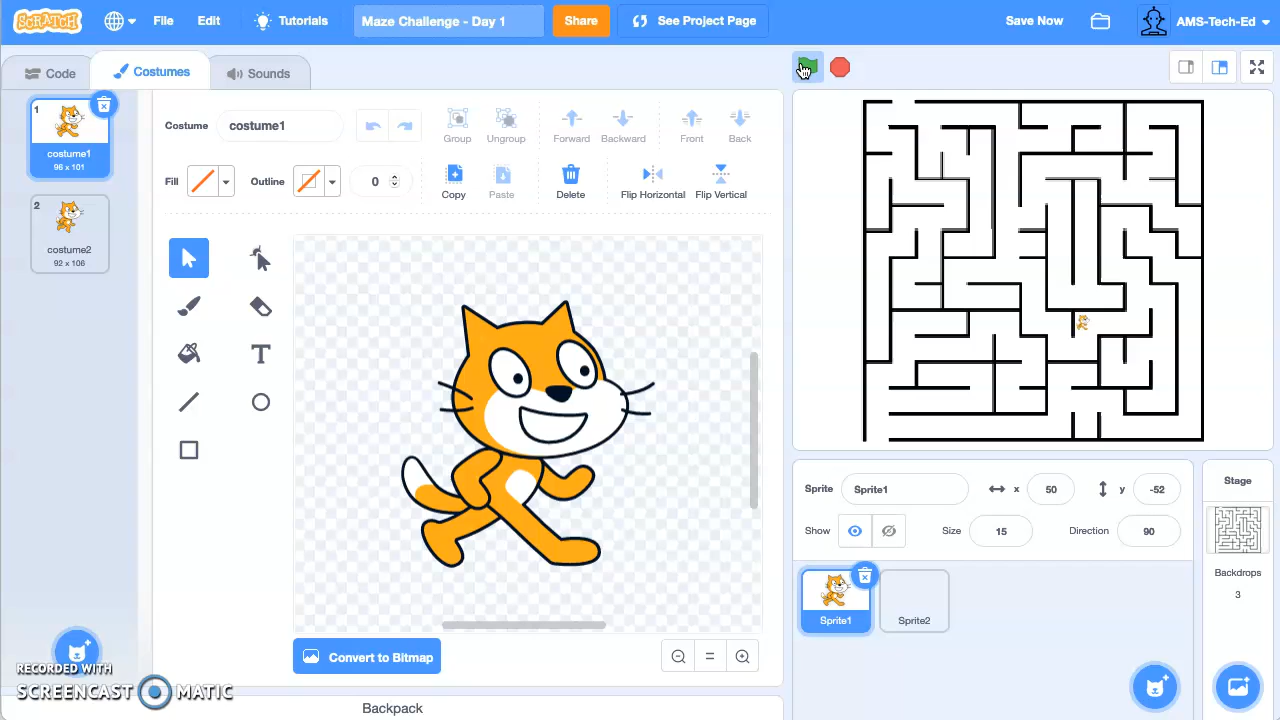 SCRATCH File Edit Tutorials Maze Challenge - Day 1 Share See Project Page Save Now AMS-Tech-Ed
Code Costumes Sounds
1
costume1
96 x 101
2
costume2
92 x 106
Costume costume1
Group Ungroup Forward Backward Front Back
Fill Outline 0
Copy Paste Delete Flip Horizontal Flip Vertical
Convert to Bitmap
Backpack
Sprite Sprite1 x 50 y -52
Show Size 15 Direction 90
Sprite1 Sprite2
Stage
Backdrops
3
RECORDED WITH
SCREENCAST MATIC